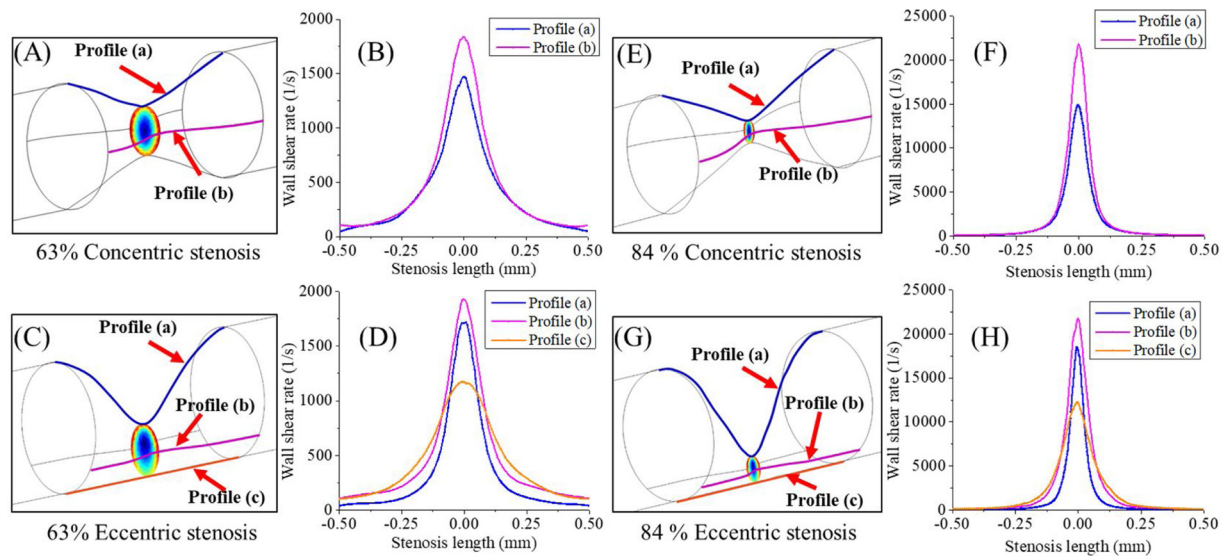 (A)
Profile (a)
Profile (b)
63% Concentric stenosis
(B)
Wall shear rate (1/s)
2000
1500
1000
500
0
-0.50
-0.25
0.00
0.25
0.50
Stenosis length (mm)
Profile (a)
Profile (b)
(E)
Profile (a)
Profile (b)
84 % Concentric stenosis
(F)
Wall shear rate (1/s)
25000
20000
15000
10000
5000
0
-0.5
-0.25
0.00
0.25
0.50
Stenosis length (mm)
Profile (a)
Profile (b)
(C)
Profile (a)
Profile (b)
Profile (c)
63% Eccentric stenosis
(D)
Wall shear rate (1/s)
2000
1500
1000
500
0
-0.50
-0.25
0.00
0.25
0.50
Stenosis length (mm)
Profile (a)
Profile (b)
Profile (c)
(G)
Profile (a)
Profile (b)
Profile (c)
84 % Eccentric stenosis
(H)
Wall shear rate (1/s)
25000
20000
15000
10000
5000
0
-0.50
-0.25
0.00
0.25
0.50
Stenosis length (mm)
Profile (a)
Profile (b)
Profile (c)